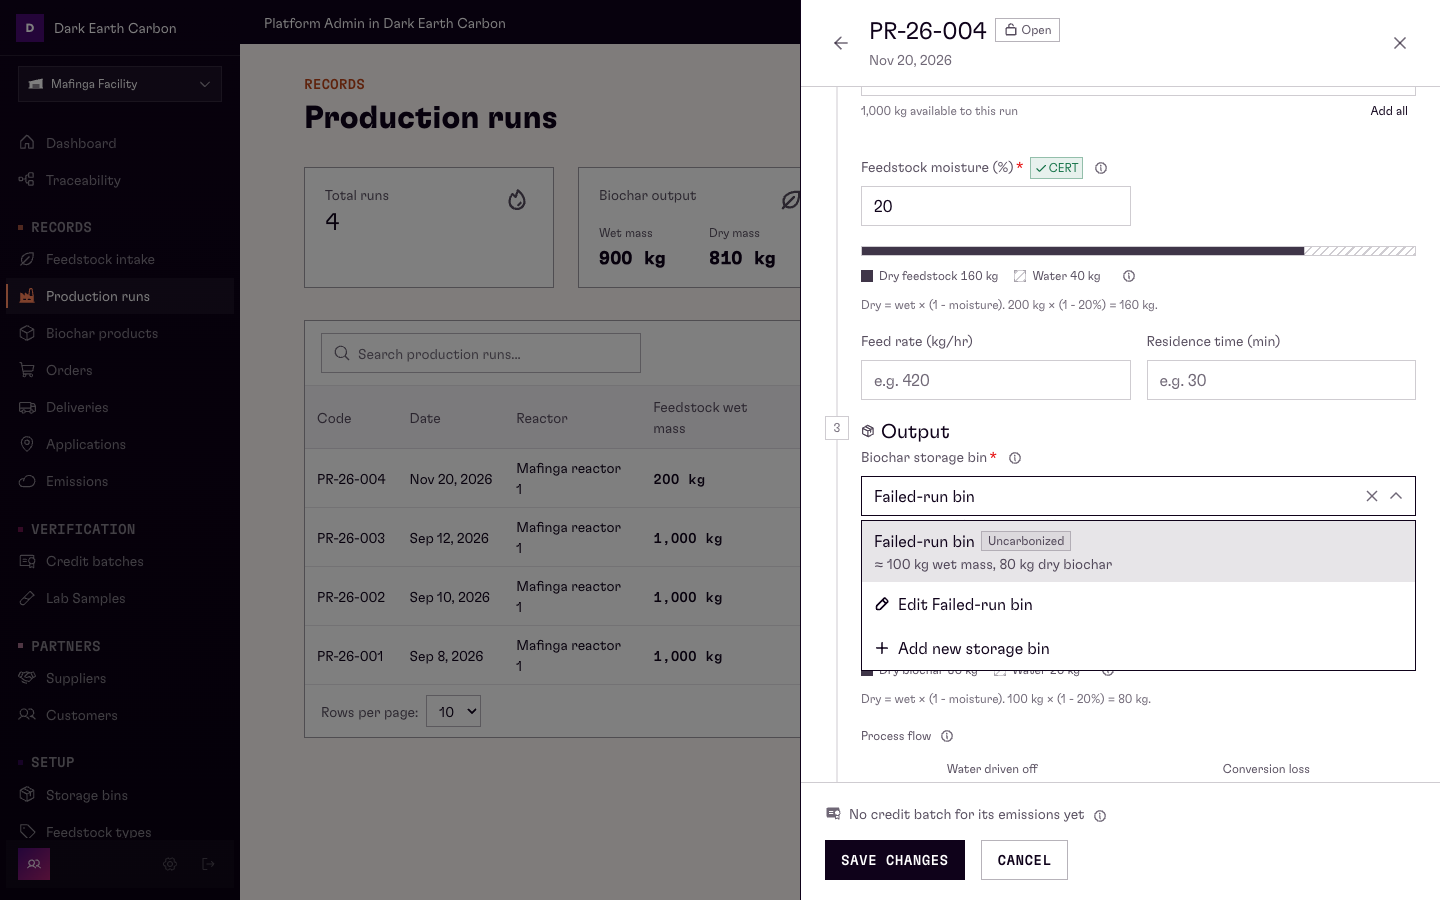 D Dark Earth Carbon
Mafinga Facility
Dashboard
Traceability
RECORDS
Feedstock intake
Production runs
Biochar products
Orders
Deliveries
Applications
Emissions
VERIFICATION
Credit batches
Lab Samples
PARTNERS
Suppliers
Customers
SETUP
Storage bins
Feedstock types
Platform Admin in Dark Earth Carbon
RECORDS
Production runs
Total runs
4
Biochar output
Wet mass Dry mass
900 kg 810 kg
Search production runs...
Code Date Reactor Feedstock wet
mass
PR-26-004 Nov 20, 2026 Mafinga reactor 200 kg
1
PR-26-003 Sep 12, 2026 Mafinga reactor 1,000 kg
1
PR-26-002 Sep 10, 2026 Mafinga reactor 1,000 kg
1
PR-26-001 Sep 8, 2026 Mafinga reactor 1,000 kg
1
Rows per page: 10
PR-26-004 Open
Nov 20, 2026
1,000 kg available to this run Add all
Feedstock moisture (%) * CERT
20
Dry feedstock 160 kg Water 40 kg
Dry = wet × (1 - moisture). 200 kg × (1 - 20%) = 160 kg.
Feed rate (kg/hr) Residence time (min)
e.g. 420 e.g. 30
3 Output
Biochar storage bin *
Failed-run bin
Failed-run bin Uncarbonized
≈ 100 kg wet mass, 80 kg dry biochar
Edit Failed-run bin
Add new storage bin
Dry biochar 80 kg Water 20 kg
Dry = wet × (1 - moisture). 100 kg × (1 - 20%) = 80 kg.
Process flow
Water driven off Conversion loss
No credit batch for its emissions yet
SAVE CHANGES CANCEL